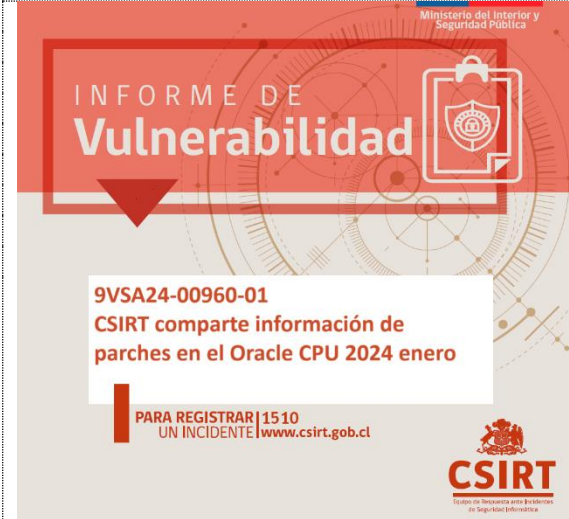 Ministerio del Interior y
Seguridad Pública
INFORME DE
Vulnerabilidad
9VSA24-00960-01
CSIRT comparte información de
parches en el Oracle CPU 2024 enero
PARA REGISTRAR | 1510
UN INCIDENTE | www.csirt.gob.cl
CSIRT
Equipo de Respuesta ante Incidentes
de Seguridad Informática